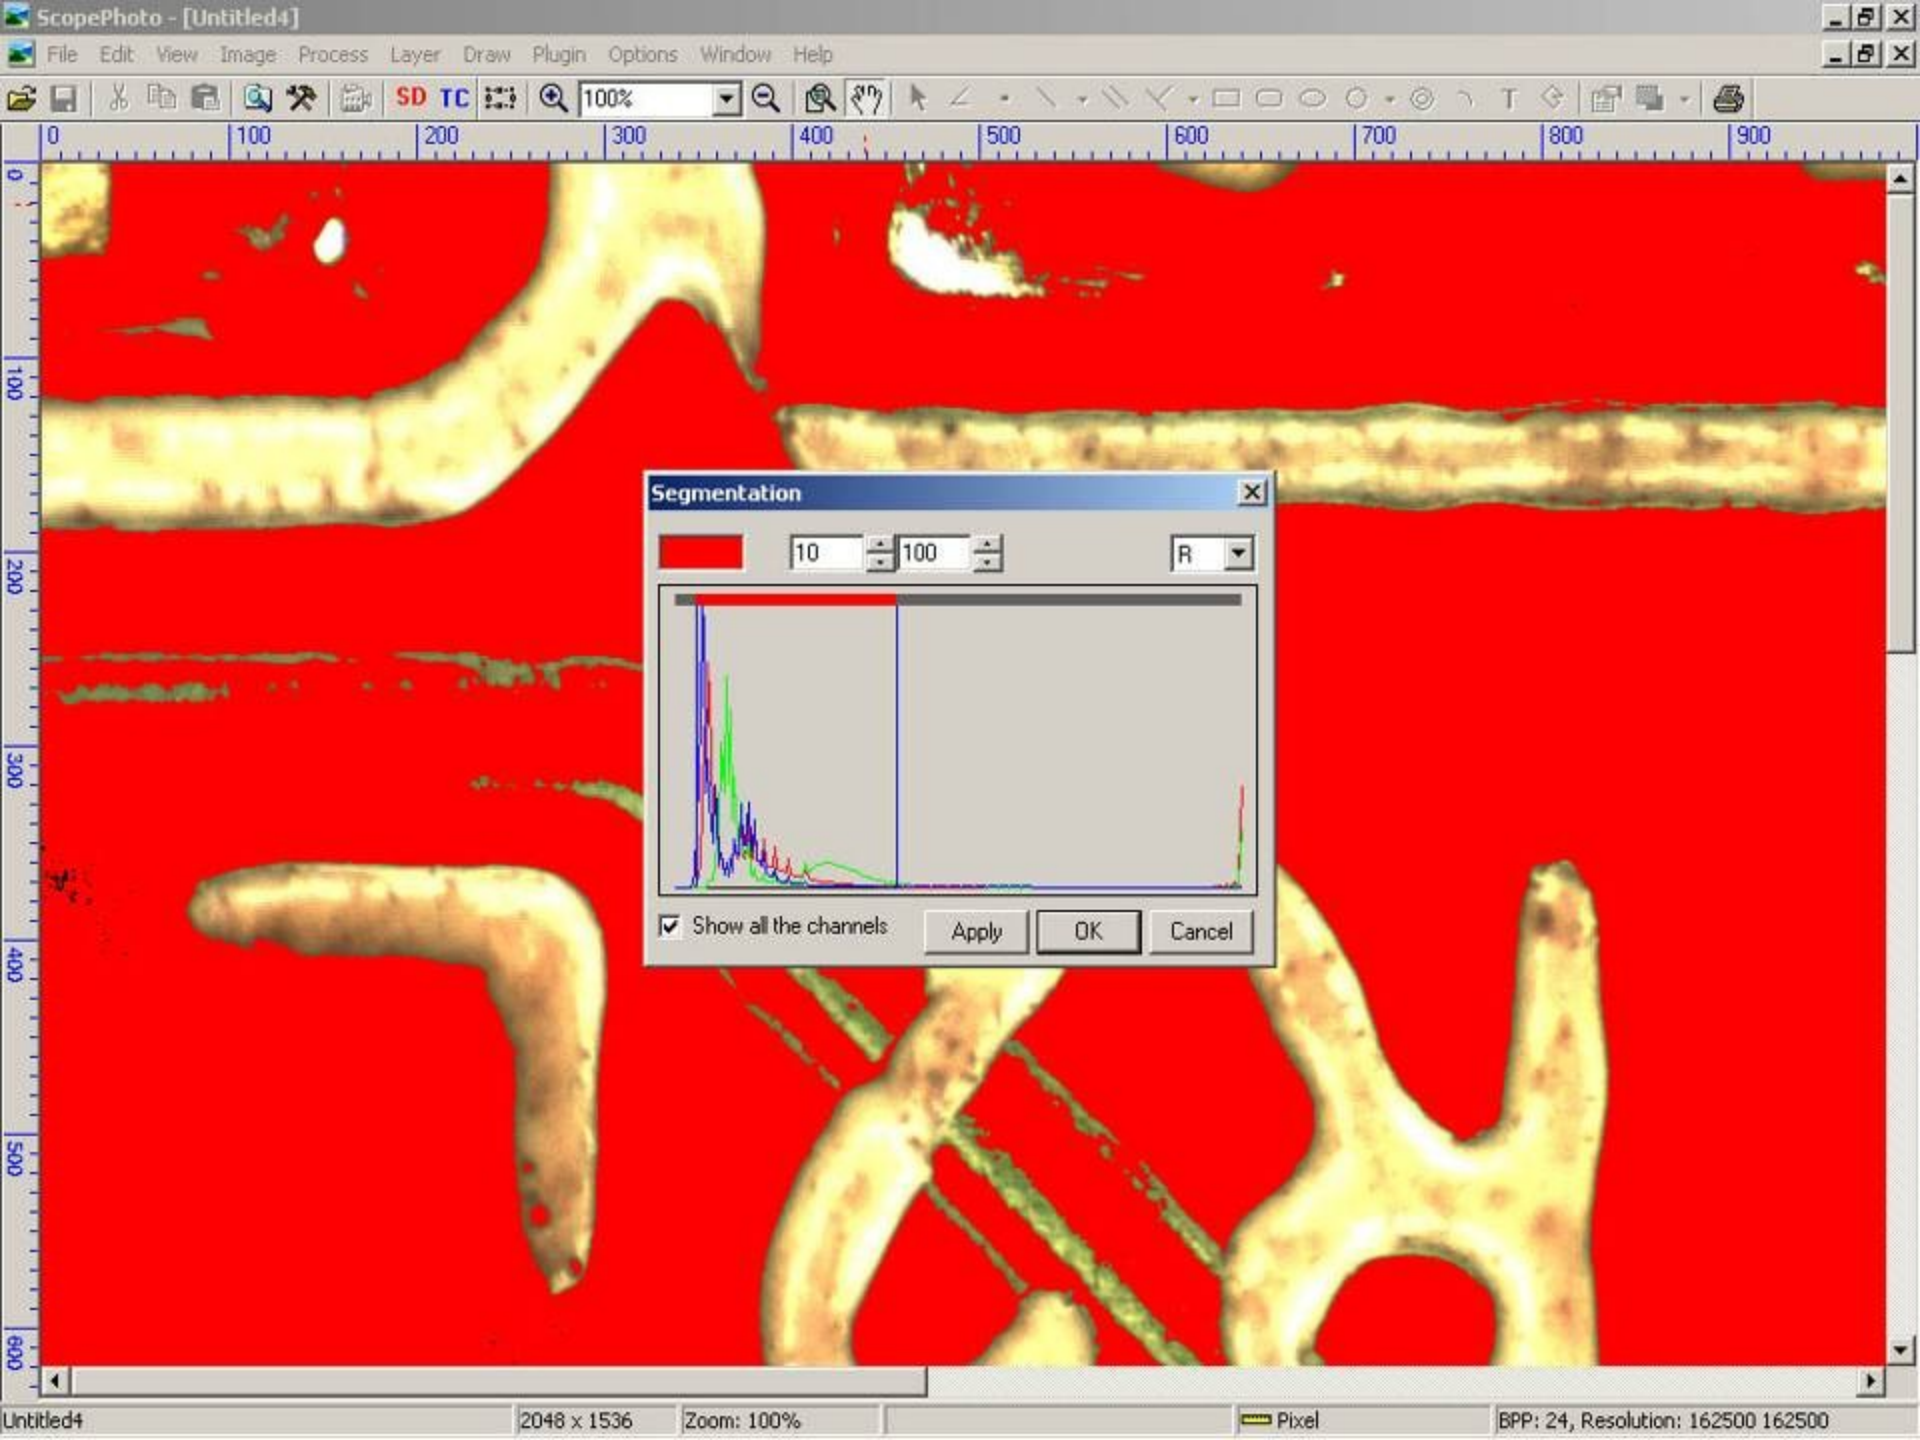 ScopePhoto - [Untitled4]
File Edit View Image Process Layer Draw Plugin Options Window Help
SD TC 100% T
0 100 200 300 400 500 600 700 800 900
0
100
200
300
400
500
600
Segmentation
10 100 R
Show all the channels Apply OK Cancel
Untitled4 2048 x 1536 Zoom: 100% Pixel BPP: 24, Resolution: 162500 162500